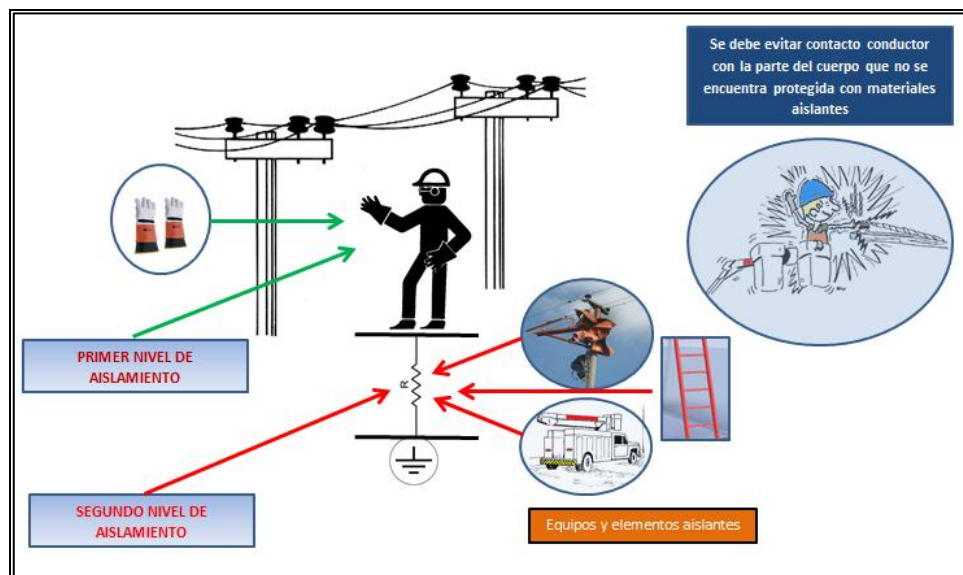 Se debe evitar contacto conductor
con la parte del cuerpo que no se
encuentra protegida con materiales
aislantes
PRIMER NIVEL DE
AISLAMIENTO
R
SEGUNDO NIVEL DE
AISLAMIENTO
Equipos y elementos aislantes